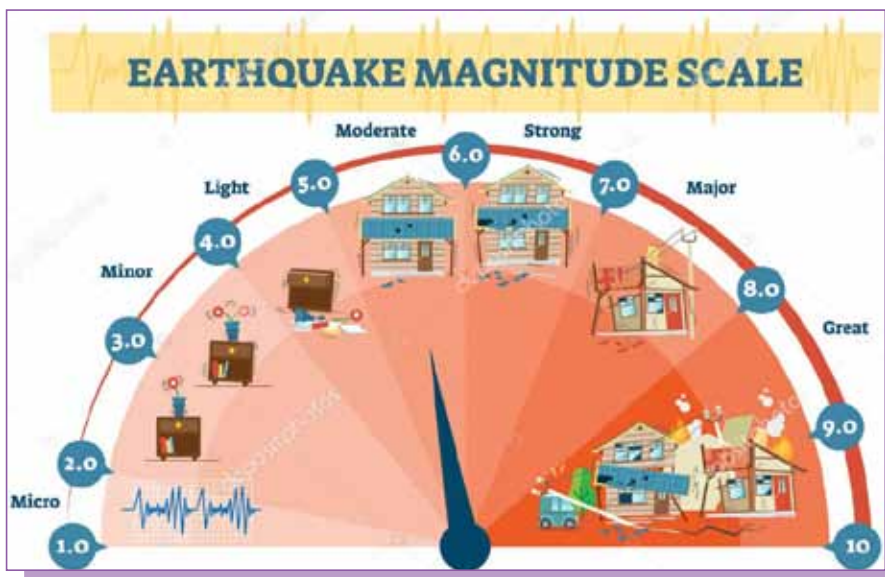 EARTHQUAKE MAGNITUDE SCALE
Moderate
Strong
6.0
5.0
7.0
Light
Major
4.0
Minor
8.0
3.0
Great
9.0
2.0
Micro
1.0
10
depositphotos